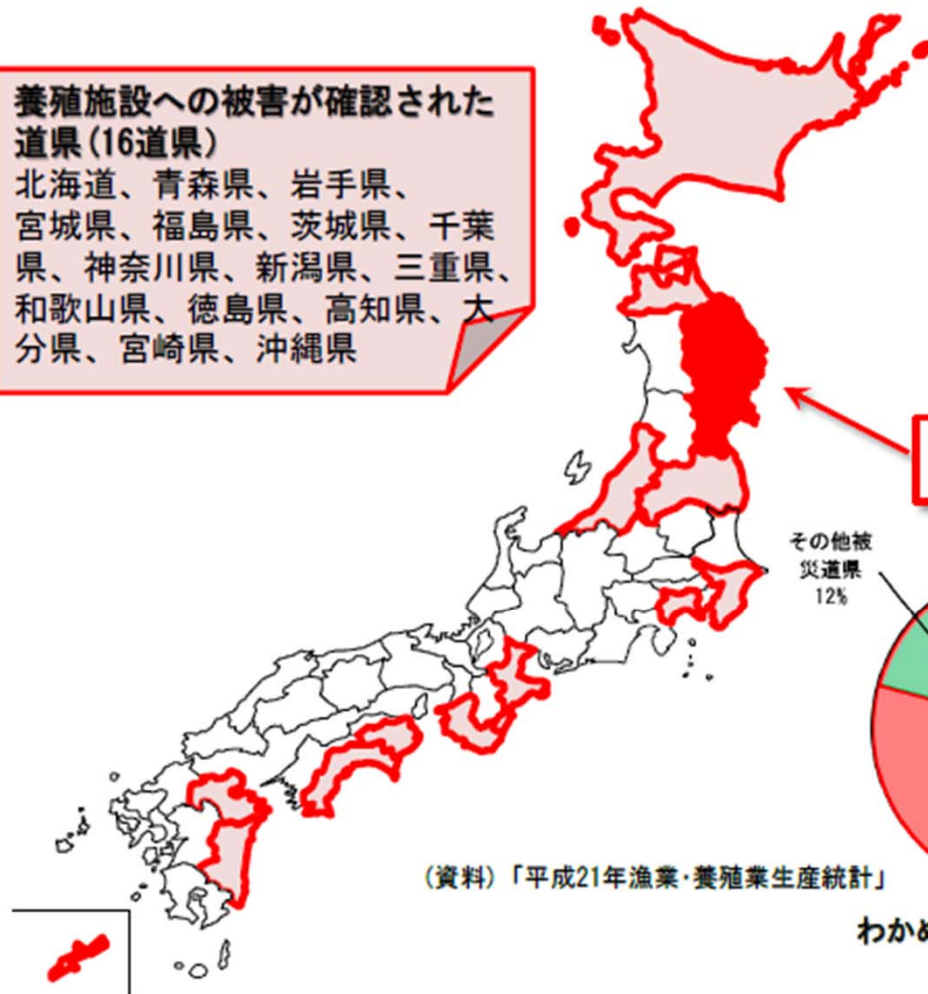 養殖施設への被害が確認された
道県(16道県)
北海道、青森県、岩手県、
宮城県、福島県、茨城県、千葉
県、神奈川県、新潟県、三重県、
和歌山県、徳島県、高知県、大
分県、宮崎県、沖縄県
その他被
災道県
12%
(資料)「平成21年漁業・養殖業生産統計」
わかめ